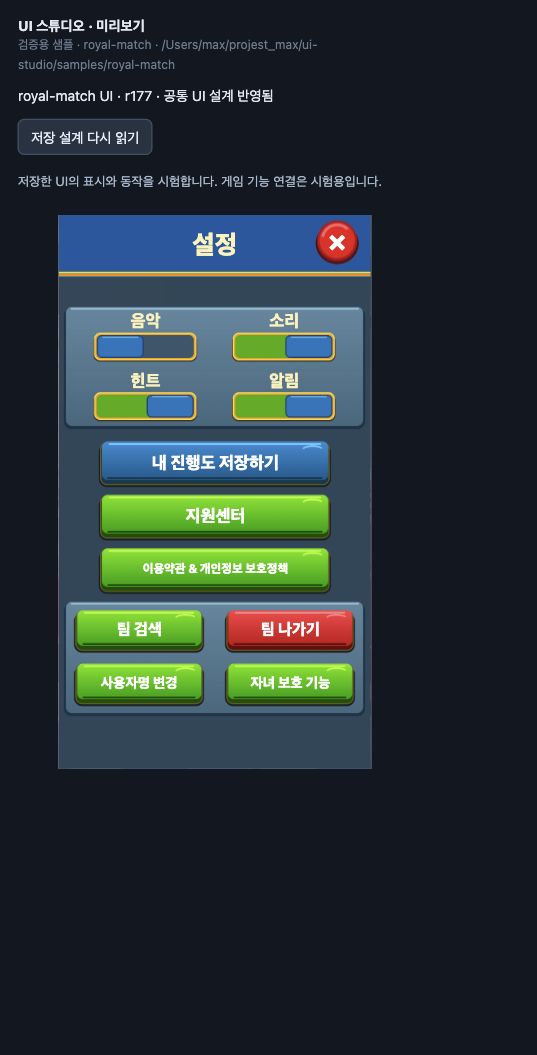 UI 스튜디오 · 미리보기
검증용 샘플 · royal-match · /Users/max/projest_max/ui-
studio/samples/royal-match
royal-match UI · r177 · 공통 UI 설계 반영됨
저장 설계 다시 읽기
저장한 UI의 표시와 동작을 시험합니다. 게임 기능 연결은 시험용입니다.
설정
음악 소리
힌트 알림
내 진행도 저장하기
지원센터
이용약관 & 개인정보 보호정책
팀 검색 팀 나가기
사용자명 변경 자녀 보호 기능